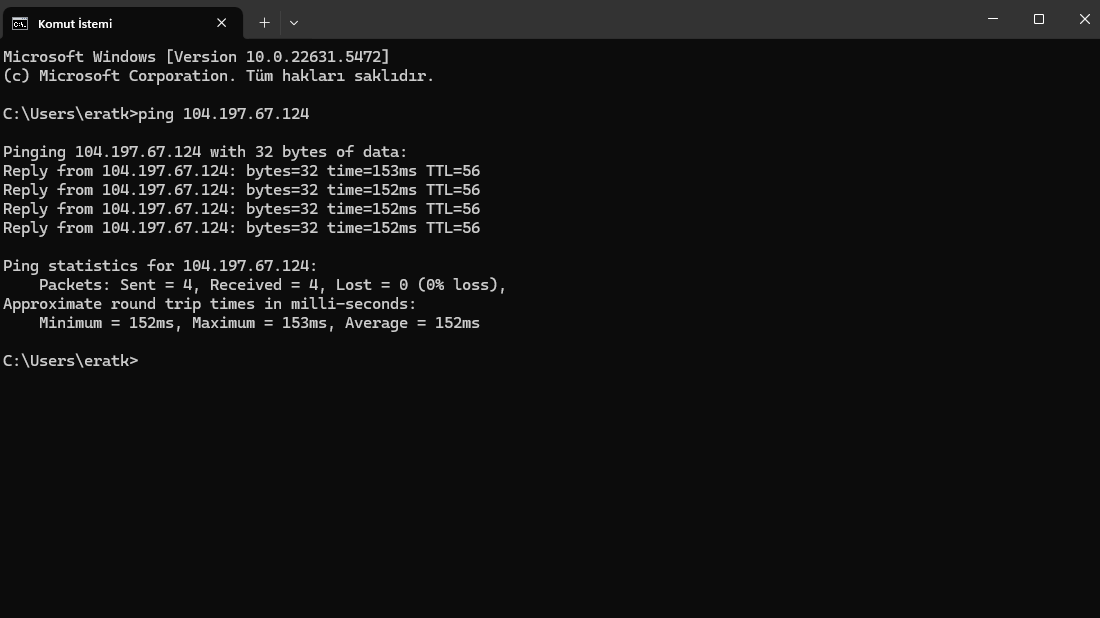 Komut İstemi
Microsoft Windows [Version 10.0.22631.5472]
(c) Microsoft Corporation. Tüm hakları saklıdır.
C:\Users\eratk>ping 104.197.67.124
Pinging 104.197.67.124 with 32 bytes of data:
Reply from 104.197.67.124: bytes=32 time=153ms TTL=56
Reply from 104.197.67.124: bytes=32 time=152ms TTL=56
Reply from 104.197.67.124: bytes=32 time=152ms TTL=56
Reply from 104.197.67.124: bytes=32 time=152ms TTL=56
Ping statistics for 104.197.67.124:
    Packets: Sent = 4, Received = 4, Lost = 0 (0% loss),
Approximate round trip times in milli-seconds:
    Minimum = 152ms, Maximum = 153ms, Average = 152ms
C:\Users\eratk>